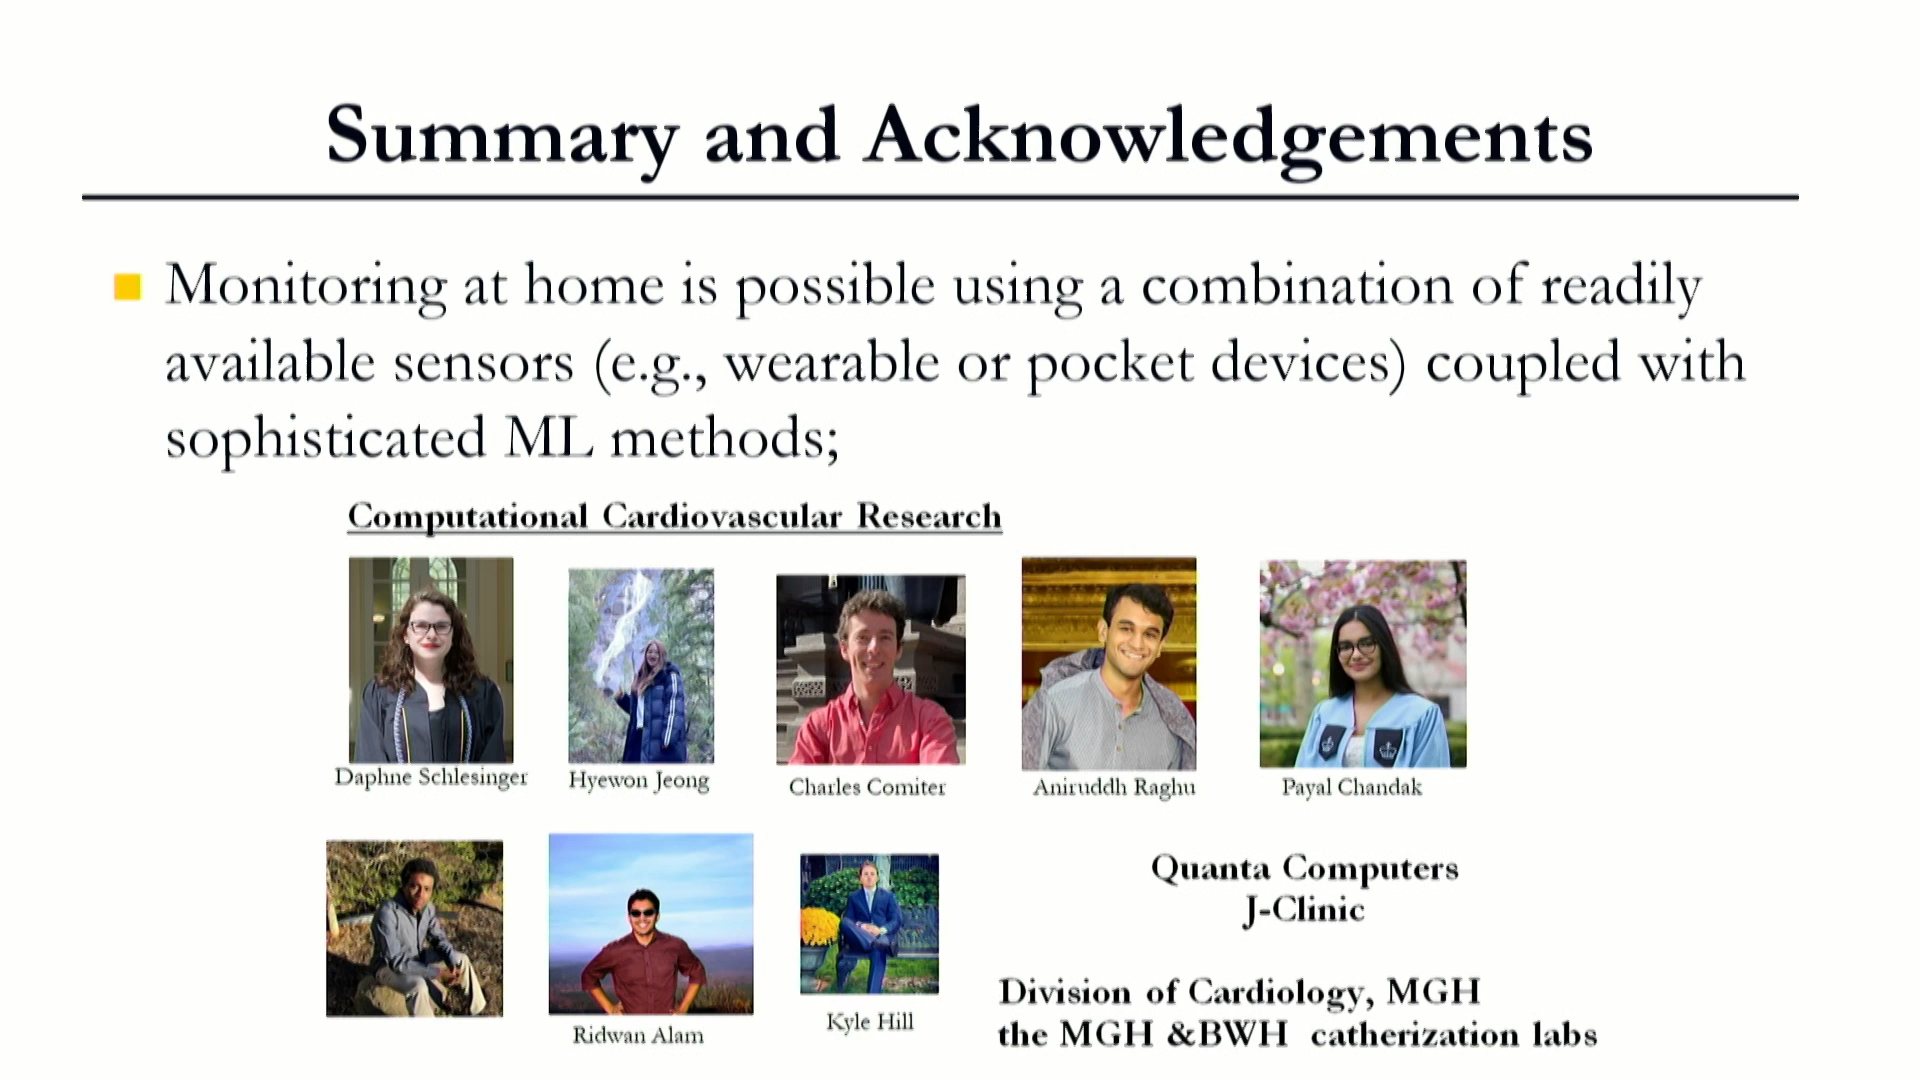 Summary and Acknowledgements
Monitoring at home is possible using a combination of readily
available sensors (e.g., wearable or pocket devices) coupled with
sophisticated ML methods;
Computational Cardiovascular Research
Daphne Schlesinger
Hyewon Jeong
Charles Comiter
Aniruddh Raghu
Payal Chandak
Ridwan Alam
Kyle Hill
Quanta Computers
J-Clinic
Division of Cardiology, MGH
the MGH &BWH catherization labs